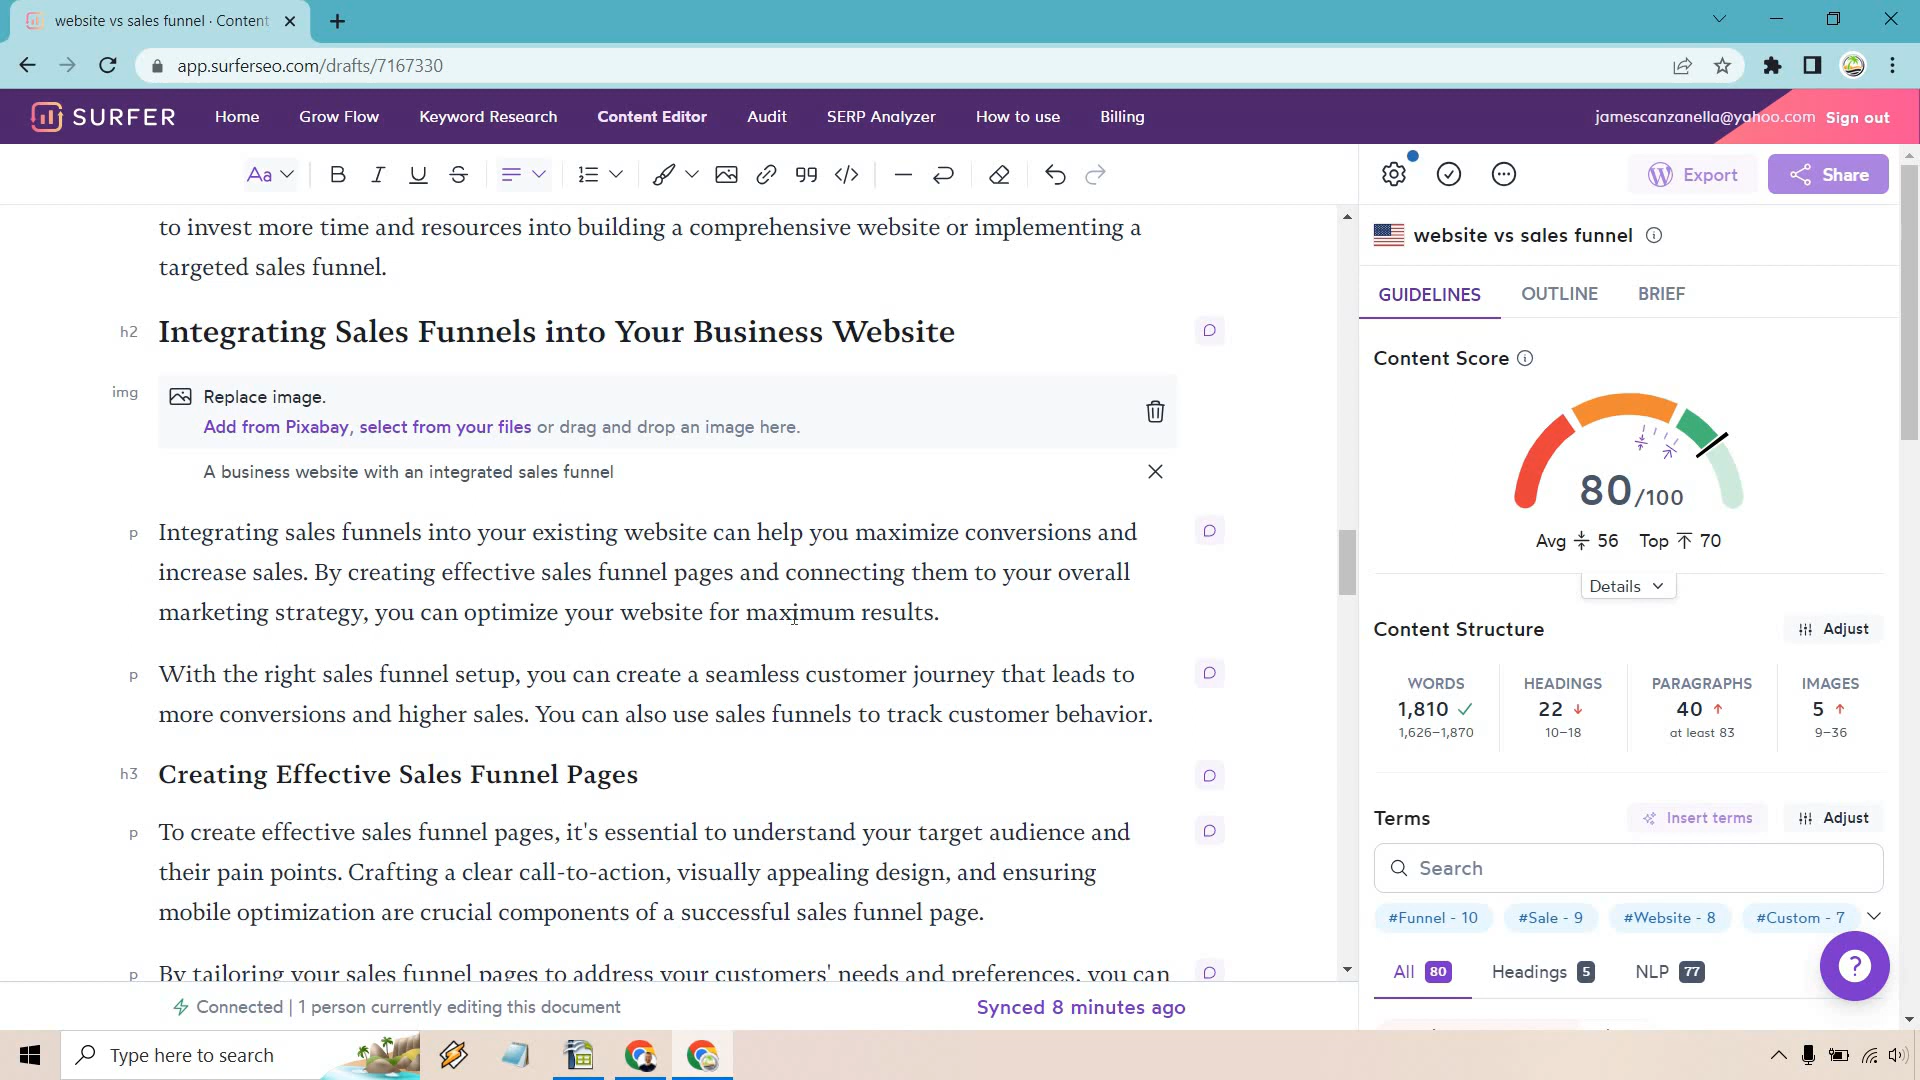 website vs sales funnel · Content
app.surferseo.com/drafts/7167330
SURFER
Home
Grow Flow
Keyword Research
Content Editor
Audit
SERP Analyzer
How to use
Billing
jamescanzanella@yahoo.com
Sign out
Aa
Export
Share
to invest more time and resources into building a comprehensive website or implementing a
targeted sales funnel.
h2
Integrating Sales Funnels into Your Business Website
img
Replace image.
Add from Pixabay, select from your files or drag and drop an image here.
A business website with an integrated sales funnel
p
Integrating sales funnels into your existing website can help you maximize conversions and
increase sales. By creating effective sales funnel pages and connecting them to your overall
marketing strategy, you can optimize your website for maximum results.
p
With the right sales funnel setup, you can create a seamless customer journey that leads to
more conversions and higher sales. You can also use sales funnels to track customer behavior.
h3
Creating Effective Sales Funnel Pages
p
To create effective sales funnel pages, it's essential to understand your target audience and
their pain points. Crafting a clear call-to-action, visually appealing design, and ensuring
mobile optimization are crucial components of a successful sales funnel page.
p
By tailoring your sales funnel pages to address your customers' needs and preferences, you can
Connected | 1 person currently editing this document
Synced 8 minutes ago
website vs sales funnel
GUIDELINES
OUTLINE
BRIEF
Content Score
80/100
Avg 56 Top 70
Details
Content Structure
Adjust
WORDS
1,810
1,626–1,870
HEADINGS
22
10–18
PARAGRAPHS
40
at least 83
IMAGES
5
9–36
Terms
Insert terms
Adjust
Search
#Funnel - 10
#Sale - 9
#Website - 8
#Custom - 7
All 80
Headings 5
NLP 77
?
Type here to search